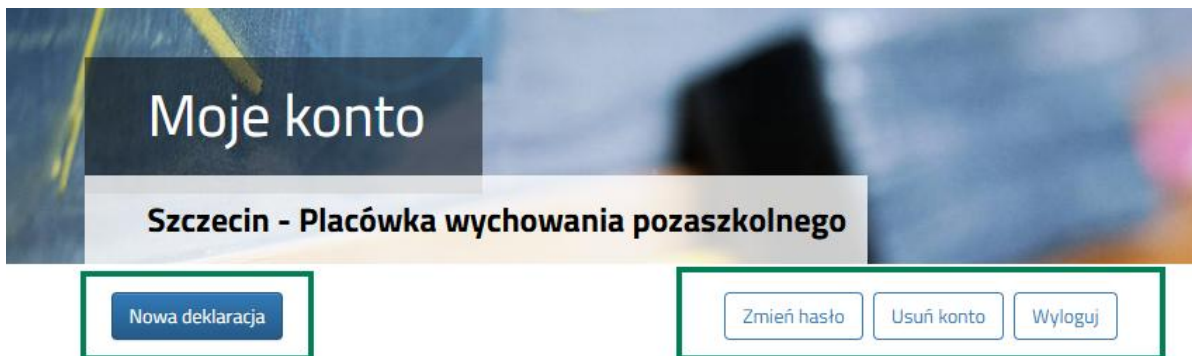 Moje konto
Szczecin - Placówka wychowania pozaszkolnego
Nowa deklaracja Zmień hasło Usuń konto Wyloguj